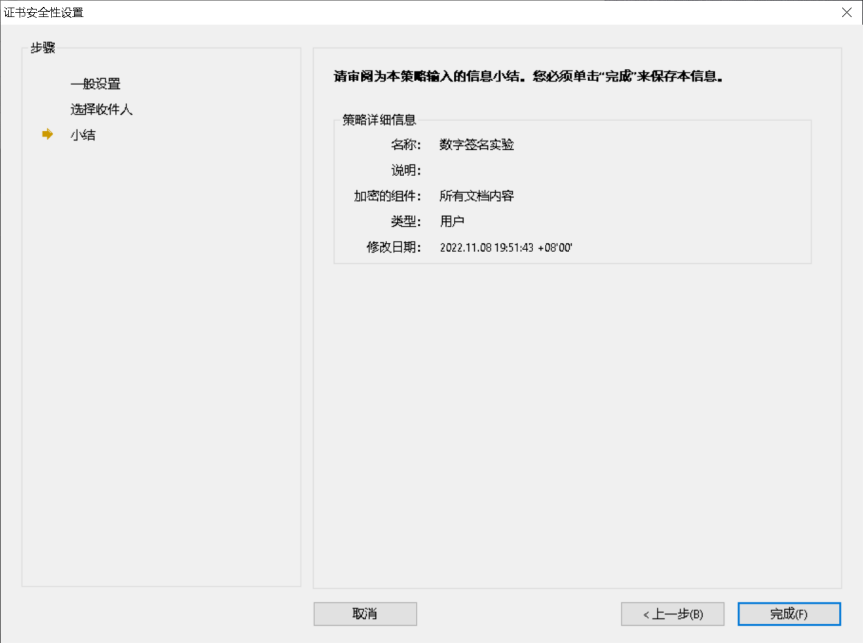 证书安全性设置
步骤
一般设置
选择收件人
小结
请审阅为本策略输入的信息小结。您必须单击“完成”来保存本信息。
策略详细信息
名称： 数字签名实验
说明：
加密的组件： 所有文档内容
类型： 用户
修改日期： 2022.11.08 19:51:43 +08'00'
取消
< 上一步(B)
完成(F)